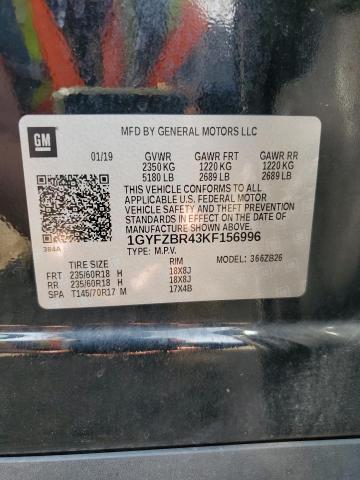 GM
MFD BY GENERAL MOTORS LLC
01/19 GVWR GAWR FRT GAWR RR
2350 KG 1220 KG 1220 KG
5180 LB 2689 LB 2689 LB
THIS VEHICLE CONFORMS TO ALL
APPLICABLE U.S. FEDERAL MOTOR
VEHICLE SAFETY, BUMPER, AND THEFT PREVENTION
STANDARDS IN EFFECT ON THE DATE OF
MANUFACTURE SHOWN ABOVE.
384A
1GYFZBR43KF156996
TYPE: M.P.V. MODEL: 366ZB26
TIRE SIZE RIM
FRT 235/60R18 H 18X8J
RR 235/60R18 H 18X8J
SPA T145/70R17 M 17X4B